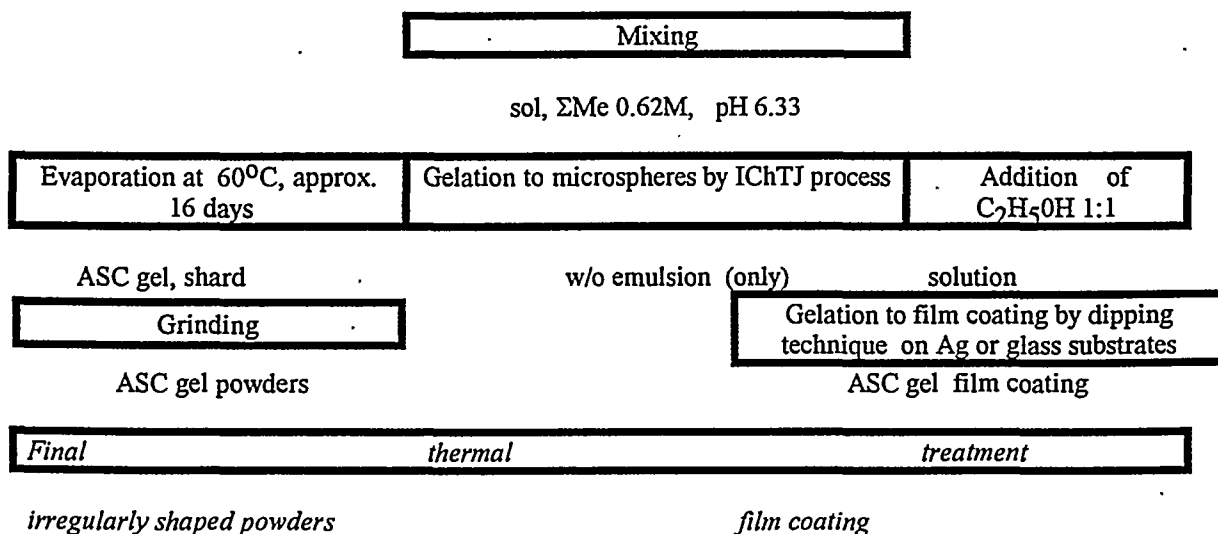 Mixing
sol, ΣMe 0.62M, pH 6.33
Evaporation at 60°C, approx.
16 days
Gelation to microspheres by IChTJ process
Addition of
C₂H₅0H 1:1
ASC gel, shard
w/o emulsion (only)
solution
Grinding
Gelation to film coating by dipping
technique on Ag or glass substrates
ASC gel powders
ASC gel film coating
Final thermal treatment
irregularly shaped powders
film coating